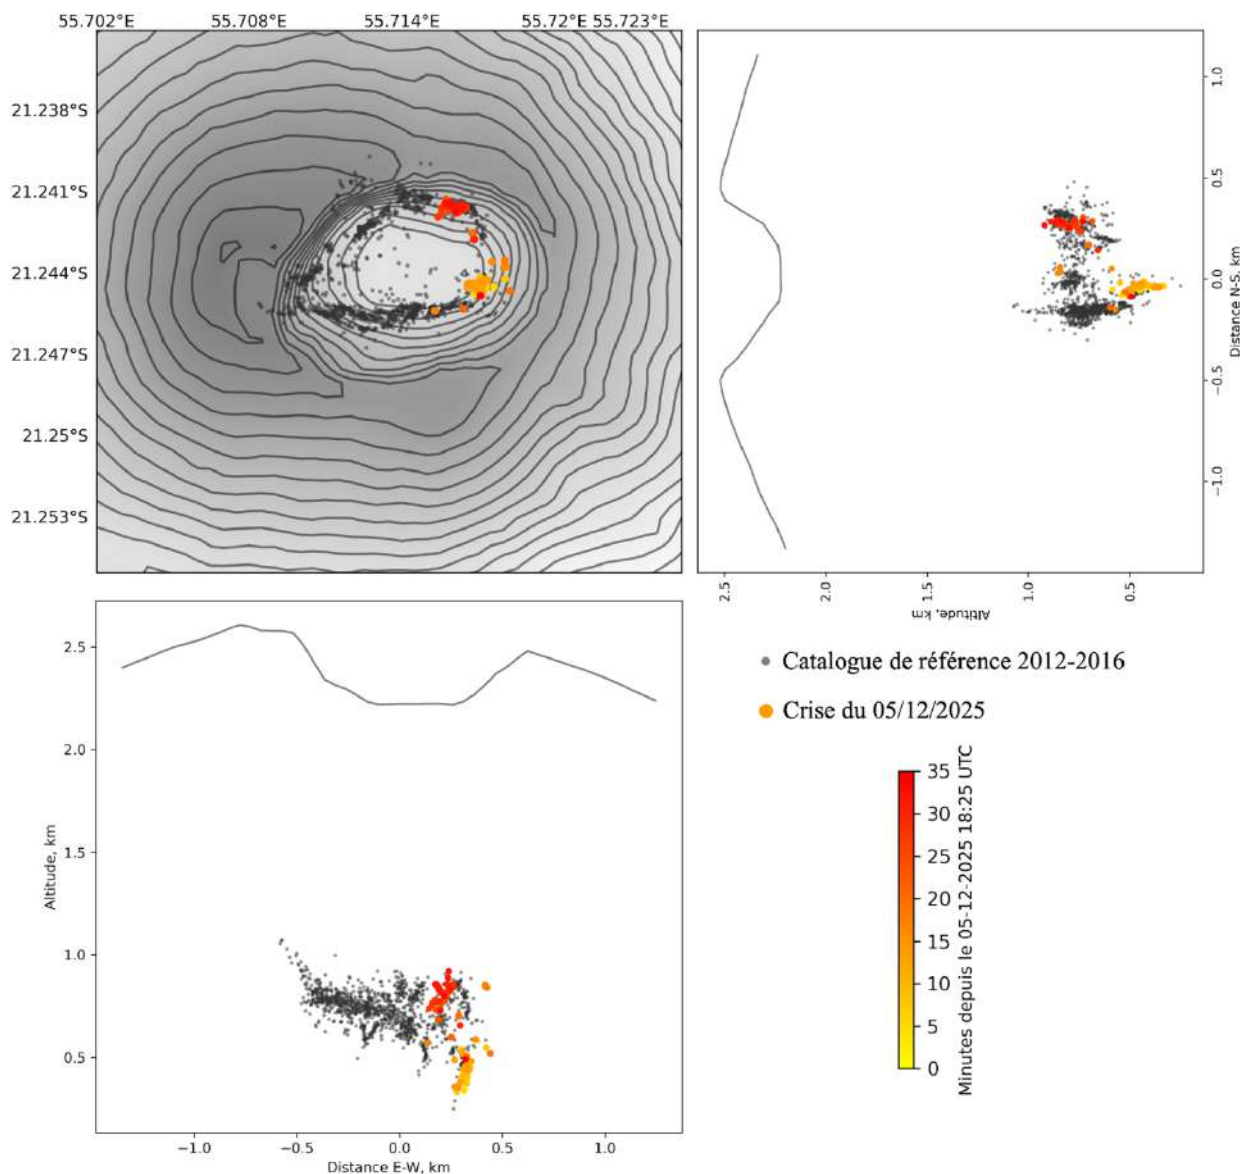 55.702°E 55.708°E 55.714°E 55.72°E 55.723°E
21.238°S
21.241°S
21.244°S
21.247°S
21.25°S
21.253°S
1.0
0.5
0.0
−0.5
−1.0
Distance N-S, km
2.5 2.0 1.5 1.0 0.5
Altitude, km
2.5
2.0
1.5
1.0
0.5
Altitude, km
−1.0 −0.5 0.0 0.5 1.0
Distance E-W, km
Catalogue de référence 2012-2016
Crise du 05/12/2025
35
30
25
20
15
10
5
0
Minutes depuis le 05-12-2025 18:25 UTC